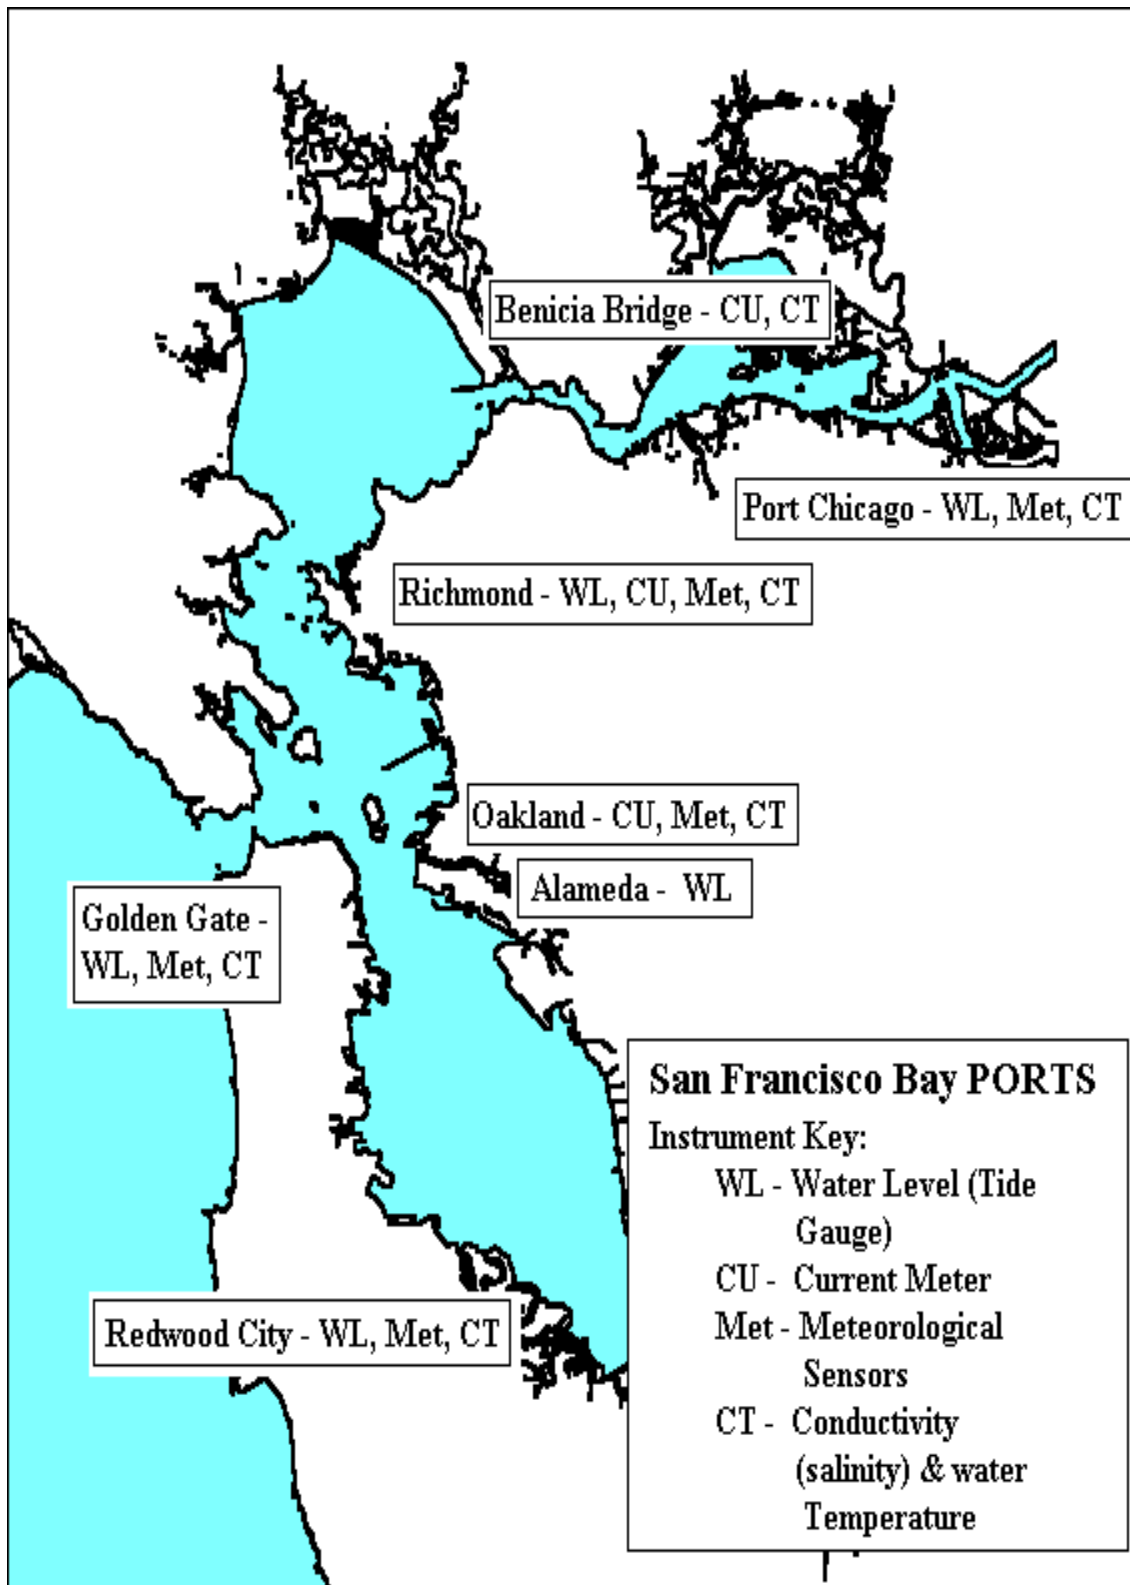 Benicia Bridge - CU, CT
Port Chicago - WL, Met, CT
Richmond - WL, CU, Met, CT
Oakland - CU, Met, CT
Alameda - WL
Golden Gate -
WL, Met, CT
Redwood City - WL, Met, CT
San Francisco Bay PORTS
Instrument Key:
WL - Water Level (Tide
Gauge)
CU - Current Meter
Met - Meteorological
Sensors
CT - Conductivity
(salinity) & water
Temperature